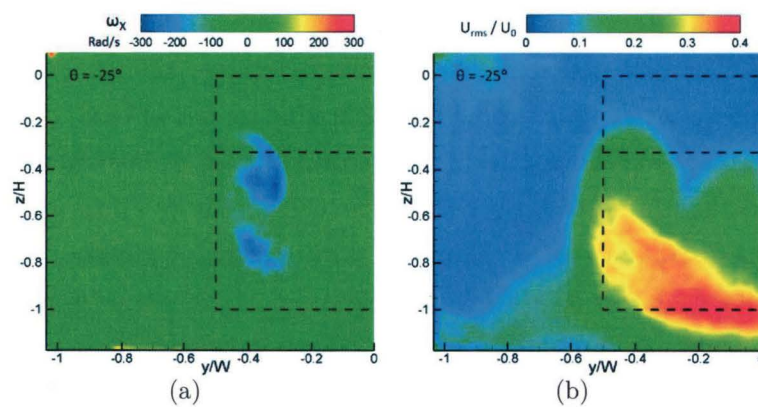 ωX
Rad/s -300 -200 -100 0 100 200 300
θ = -25°
z/H
0
-0.2
-0.4
-0.6
-0.8
-1
-1 -0.8 -0.6 -0.4 -0.2 0
y/W
(a)
Urms / U0
0 0.1 0.2 0.3 0.4
θ = -25°
z/H
0
-0.2
-0.4
-0.6
-0.8
-1
-1 -0.8 -0.6 -0.4 -0.2
y/W
(b)